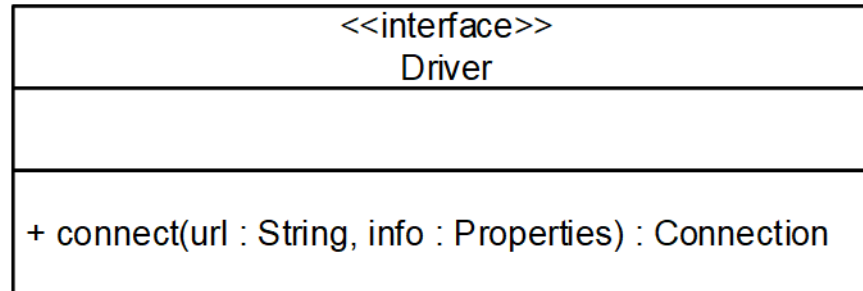 <<interface>>
Driver
+ connect(url : String, info : Properties) : Connection